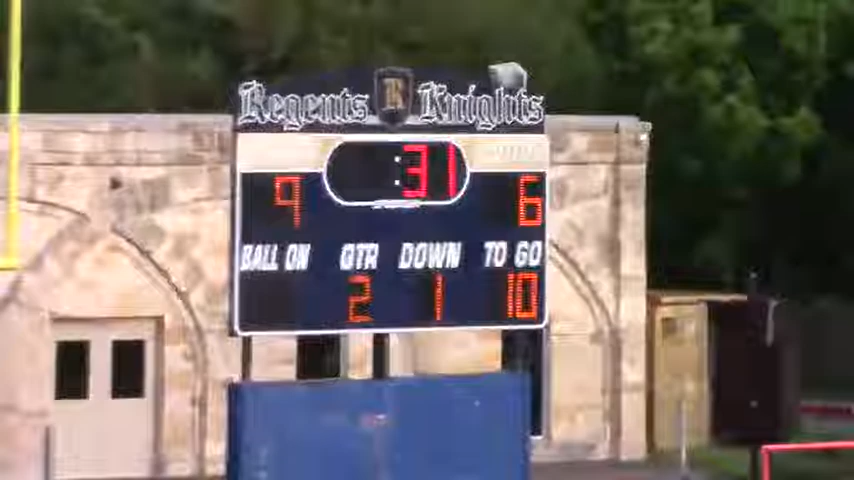 Regents R Knights
:31
9 6
BALL ON QTR DOWN TO GO
2 1 10